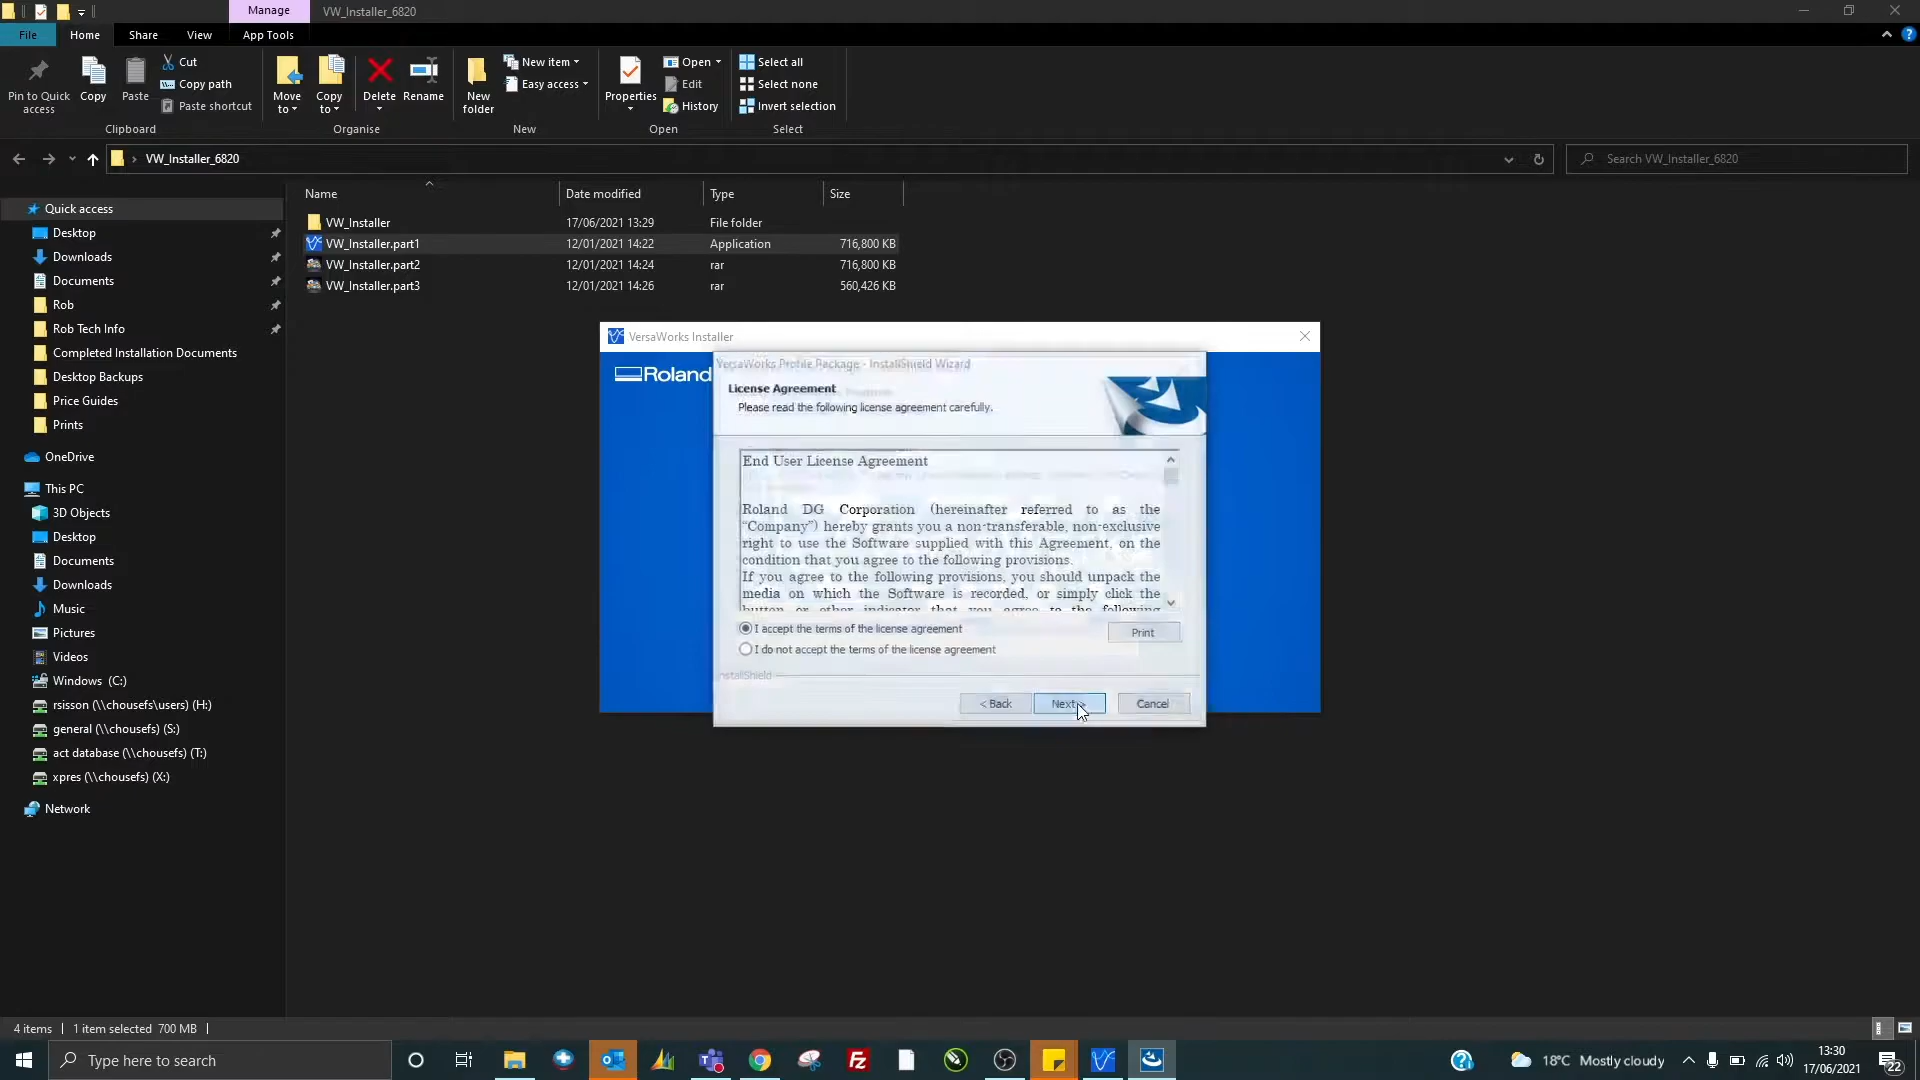 Manage
VW_Installer_6820
File
Home
Share
View
App Tools
Pin to Quick access
Copy
Paste
Cut
Copy path
Paste shortcut
Clipboard
Move to
Copy to
Delete
Rename
Organise
New folder
New item
Easy access
New
Properties
Open
Edit
History
Open
Select all
Select none
Invert selection
Select
VW_Installer_6820
Search VW_Installer_6820
Name
Date modified
Type
Size
VW_Installer 17/06/2021 13:29 File folder
VW_Installer.part1 12/01/2021 14:22 Application 716,800 KB
VW_Installer.part2 12/01/2021 14:24 rar 716,800 KB
VW_Installer.part3 12/01/2021 14:26 rar 560,426 KB
Quick access
Desktop
Downloads
Documents
Rob
Rob Tech Info
Completed Installation Documents
Desktop Backups
Price Guides
Prints
OneDrive
This PC
3D Objects
Desktop
Documents
Downloads
Music
Pictures
Videos
Windows (C:)
rsisson (\\chousefs\users) (H:)
general (\\chousefs) (S:)
act database (\\chousefs) (T:)
xpres (\\chousefs) (X:)
Network
VersaWorks Installer
Roland
VersaWorks Profile Package - InstallShield Wizard
License Agreement
Please read the following license agreement carefully.
End User License Agreement
Roland DG Corporation (hereinafter referred to as the
“Company”) hereby grants you a non-transferable, non-exclusive
right to use the Software supplied with this Agreement, on the
condition that you agree to the following provisions.
If you agree to the following provisions, you should unpack the
media on which the Software is recorded, or simply click the
button or other indicator that you agree to the following
I accept the terms of the license agreement
Print
I do not accept the terms of the license agreement
InstallShield
< Back
Next >
Cancel
4 items
1 item selected 700 MB
Type here to search
18°C Mostly cloudy
13:30
17/06/2021
22